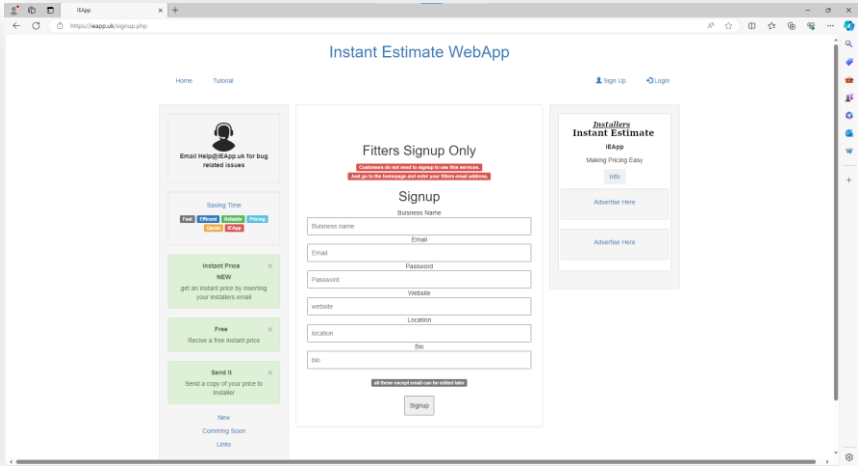 IEApp
https://ieapp.uk/signup.php
Instant Estimate WebApp
Home
Tutorial
Sign Up
Login
Email Help@IEApp.uk for bug
related issues
Saving Time
Fast Efficent Reliable Pricing
Quote IEApp
Instant Price
NEW
get an instant price by inserting
your installers email
Free
Recive a free instant price
Send it
Send a copy of your price to
Installer
New
Comming Soon
Links
Fitters Signup Only
Customers do not need to signup to use this services.
Just go to the homepage and enter your fitters email address.
Signup
Buisness Name
Buisness name
Email
Email
Password
Password
Website
website
Location
location
Bio
bio
all these except email can be edited later
Signup
Installers
Instant Estimate
IEApp
Making Pricing Easy
Info
Advertise Here
Advertise Here